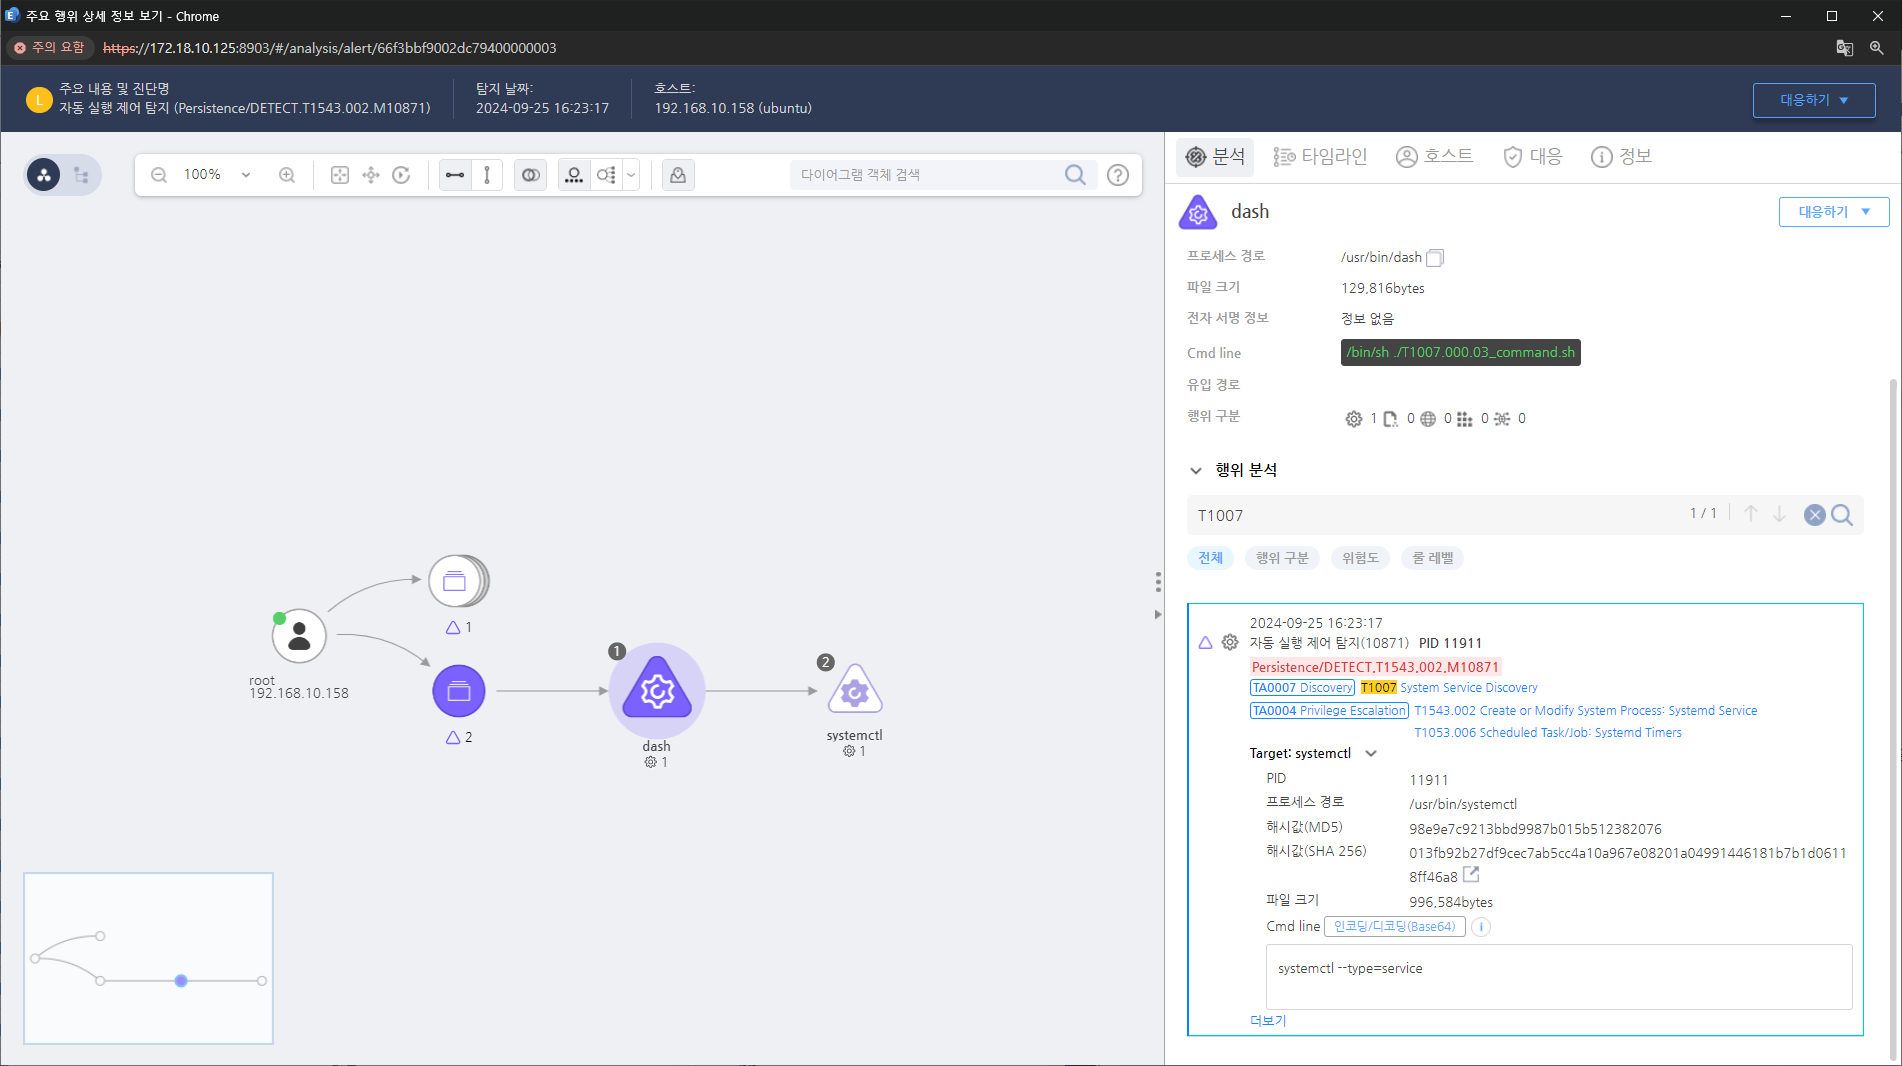 주요 행위 상세 정보 보기 - Chrome
주의 요함 https://172.18.10.125:8903/#/analysis/alert/66f3bbf9002dc79400000003
L
주요 내용 및 진단명
자동 실행 제어 탐지 (Persistence/DETECT.T1543.002.M10871)
탐지 날짜:
2024-09-25 16:23:17
호스트:
192.168.10.158 (ubuntu)
대응하기
100%
다이어그램 객체 검색
?
root
192.168.10.158
1
2
1
dash
1
2
systemctl
1
분석 타임라인 호스트 대응 정보
dash
대응하기
프로세스 경로 /usr/bin/dash
파일 크기 129,816bytes
전자 서명 정보 정보 없음
Cmd line /bin/sh ./T1007.000.03_command.sh
유입 경로
행위 구분 1 0 0 0 0
행위 분석
T1007 1 / 1
전체 행위 구분 위험도 룰 레벨
2024-09-25 16:23:17
자동 실행 제어 탐지(10871) PID 11911
Persistence/DETECT.T1543.002.M10871
TA0007 Discovery T1007 System Service Discovery
TA0004 Privilege Escalation T1543.002 Create or Modify System Process: Systemd Service
T1053.006 Scheduled Task/Job: Systemd Timers
Target: systemctl
PID 11911
프로세스 경로 /usr/bin/systemctl
해시값(MD5) 98e9e7c9213bbd9987b015b512382076
해시값(SHA 256) 013fb92b27df9cec7ab5cc4a10a967e08201a04991446181b7b1d0611
8ff46a8
파일 크기 996,584bytes
Cmd line 인코딩/디코딩(Base64) i
systemctl --type=service
더보기